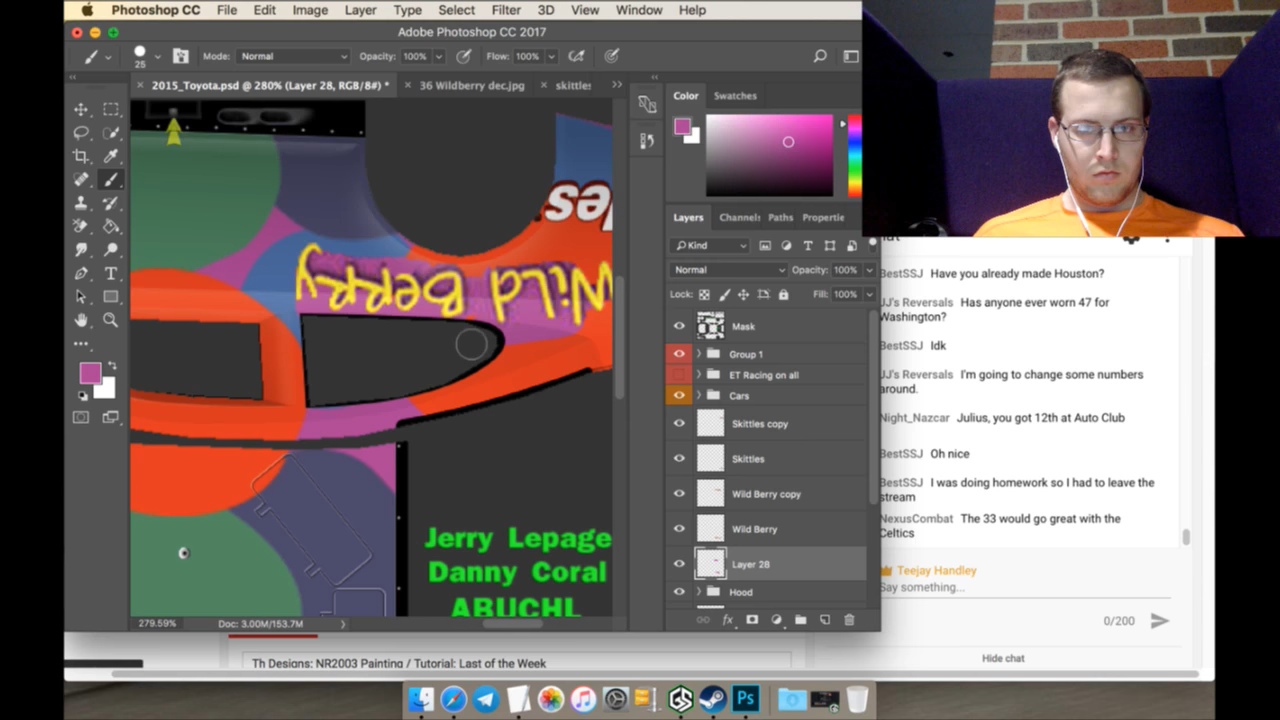 Photoshop CC File Edit Image Layer Type Select Filter 3D View Window Help
Adobe Photoshop CC 2017
25 Mode: Normal Opacity: 100% Flow: 100%
2015_Toyota.psd @ 280% (Layer 28, RGB/8#) * 36 Wildberry dec.jpg skittles
Color Swatches
Wild Berry
Jerry Lepage
Danny Coral
ABUCHL
279.59% Doc: 3.00M/153.7M
Layers Channel: Paths Propertie
Kind
Normal Opacity: 100%
Lock: Fill: 100%
Mask
Group 1
ET Racing on all
Cars
Skittles copy
Skittles
Wild Berry copy
Wild Berry
Layer 28
Hood
fx
BestSSJ Have you already made Houston?
JJ's Reversals Has anyone ever worn 47 for
Washington?
BestSSJ Idk
JJ's Reversals I'm going to change some numbers
around.
Night_Nazcar Julius, you got 12th at Auto Club
BestSSJ Oh nice
BestSSJ I was doing homework so I had to leave the
stream
NexusCombat The 33 would go great with the
Celtics
Teejay Handley
Say something...
0/200
Hide chat
Th Designs: NR2003 Painting / Tutorial: Last of the Week
Ps